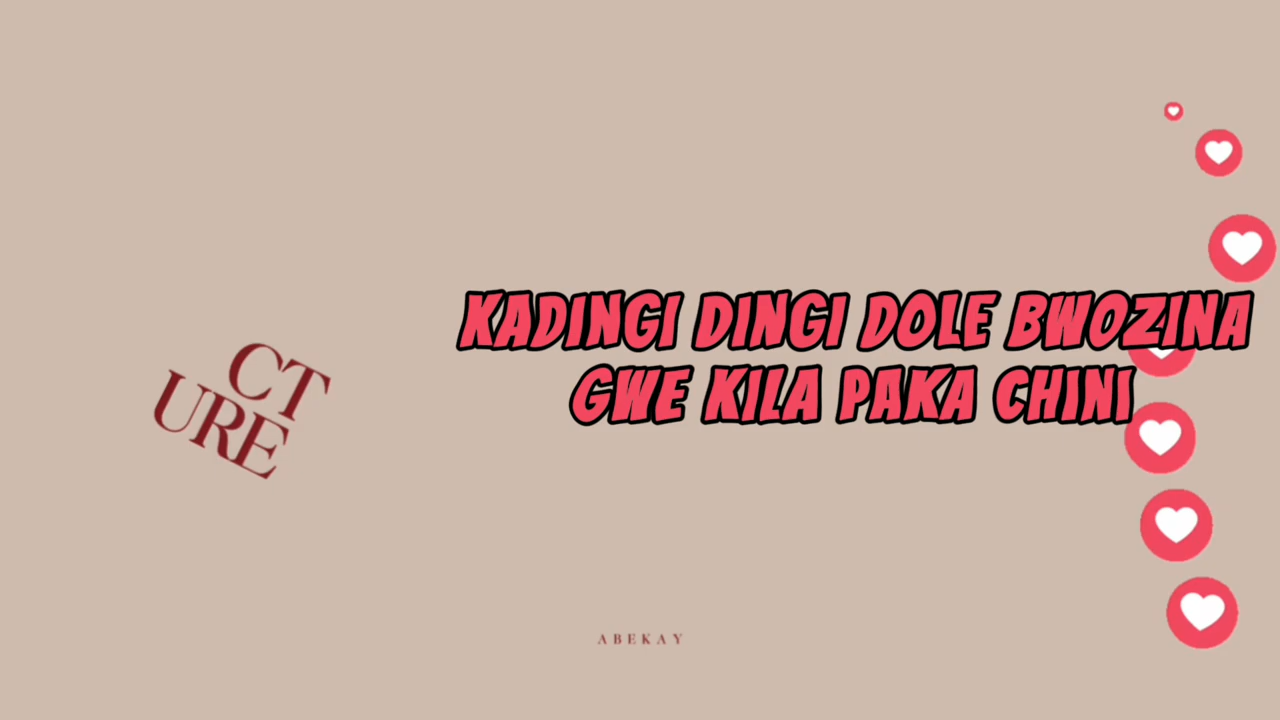 KADINGI DINGI DOLE BWOZINA
GWE KILA PAKA CHINI
CT
URE
ABEKAY